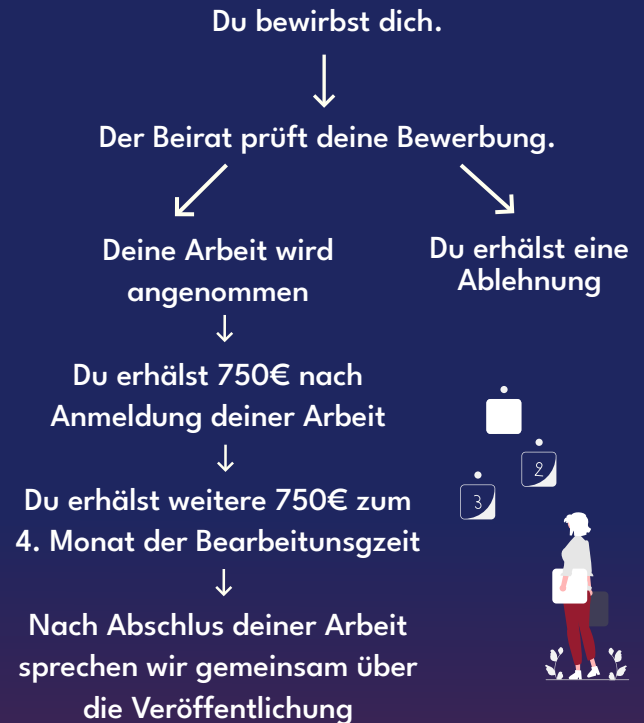 Du bewirbst dich.
Der Beirat prüft deine Bewerbung.
Deine Arbeit wird
angenommen
Du erhälst eine
Ablehnung
Du erhälst 750€ nach
Anmeldung deiner Arbeit
Du erhälst weitere 750€ zum
4. Monat der Bearbeitunsgzeit
2
3
Nach Abschlus deiner Arbeit
sprechen wir gemeinsam über
die Veröffentlichung